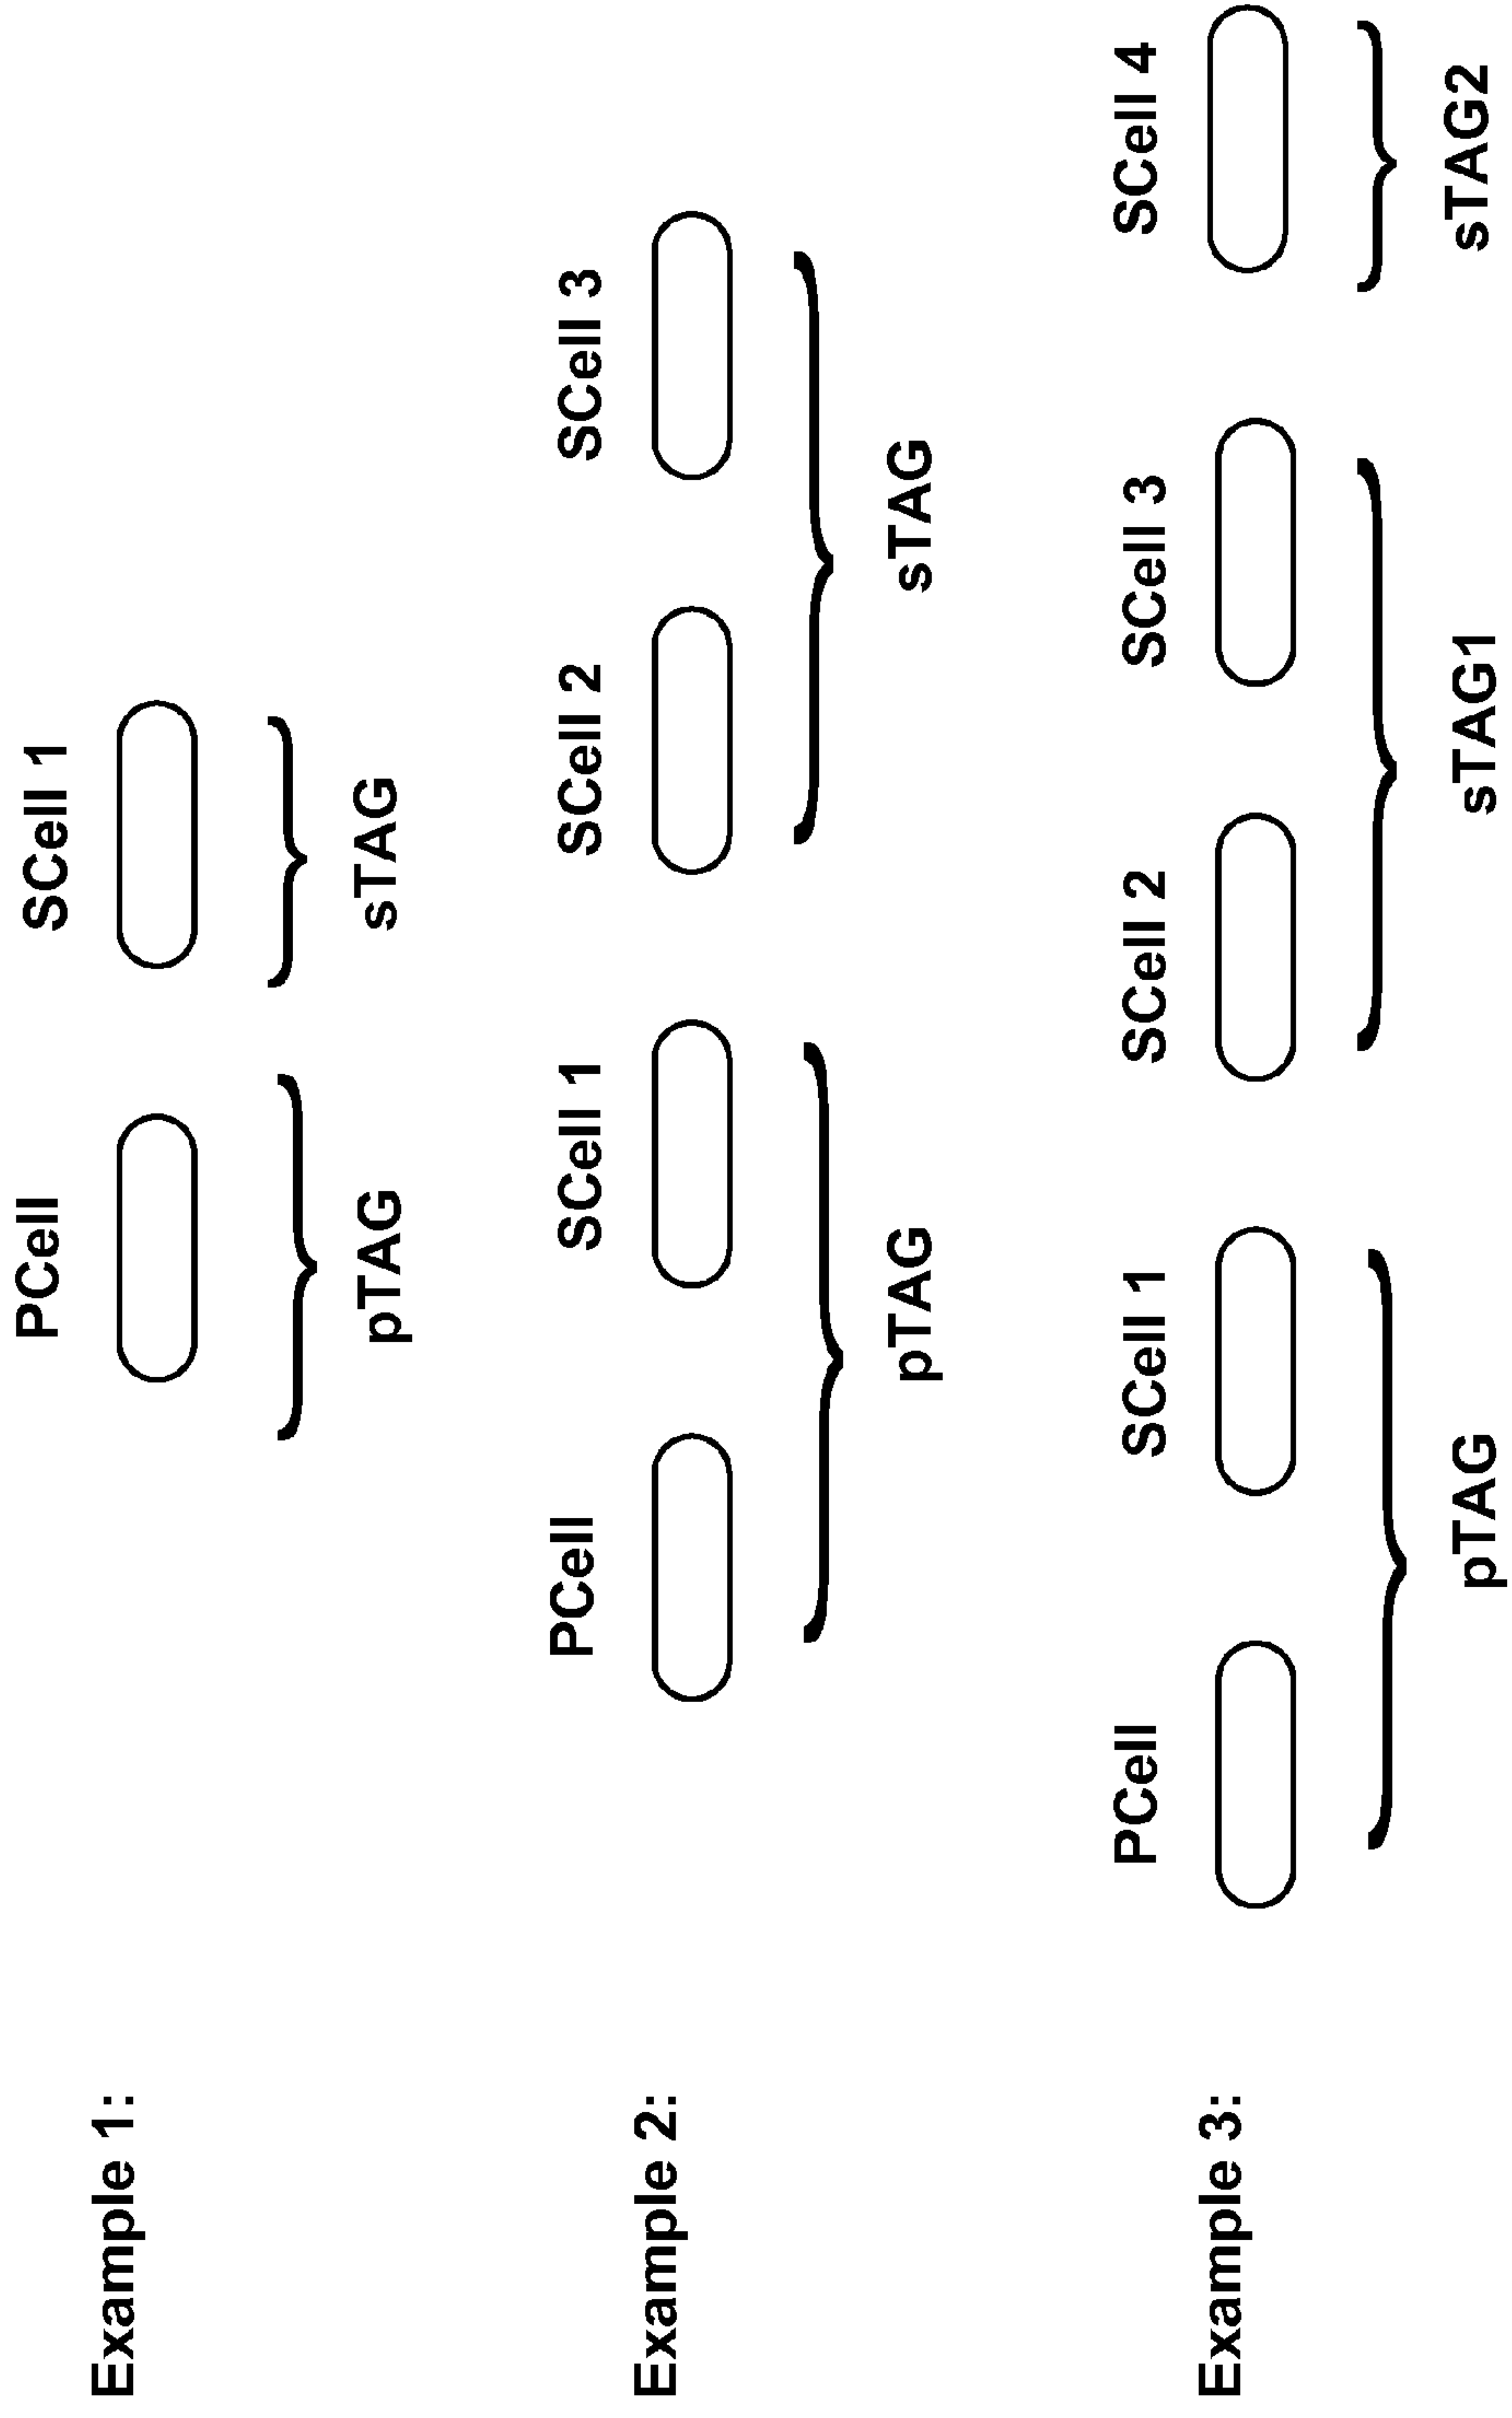 PCell SCell 1
Example 1:
pTAG sTAG
PCell SCell 1 SCell 2 SCell 3
Example 2:
pTAG sTAG
PCell SCell 1 SCell 2 SCell 3 SCell 4
Example 3:
pTAG sTAG1 sTAG2